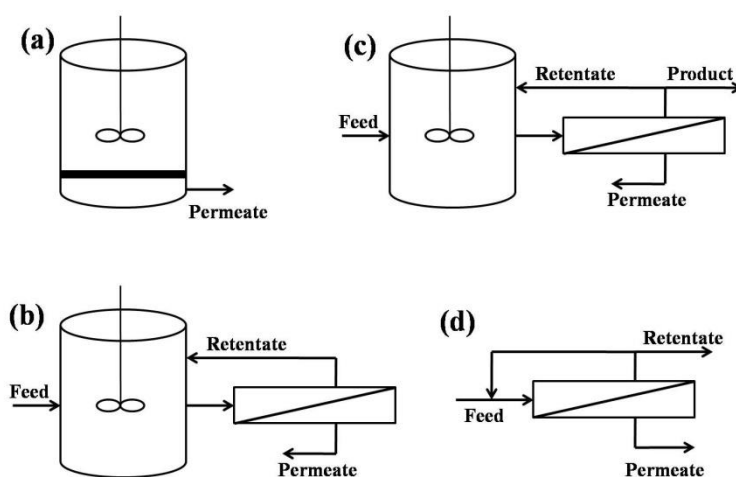 (a)
Permeate
(c)
Feed
Retentate
Product
Permeate
(b)
Feed
Retentate
Permeate
(d)
Feed
Retentate
Permeate